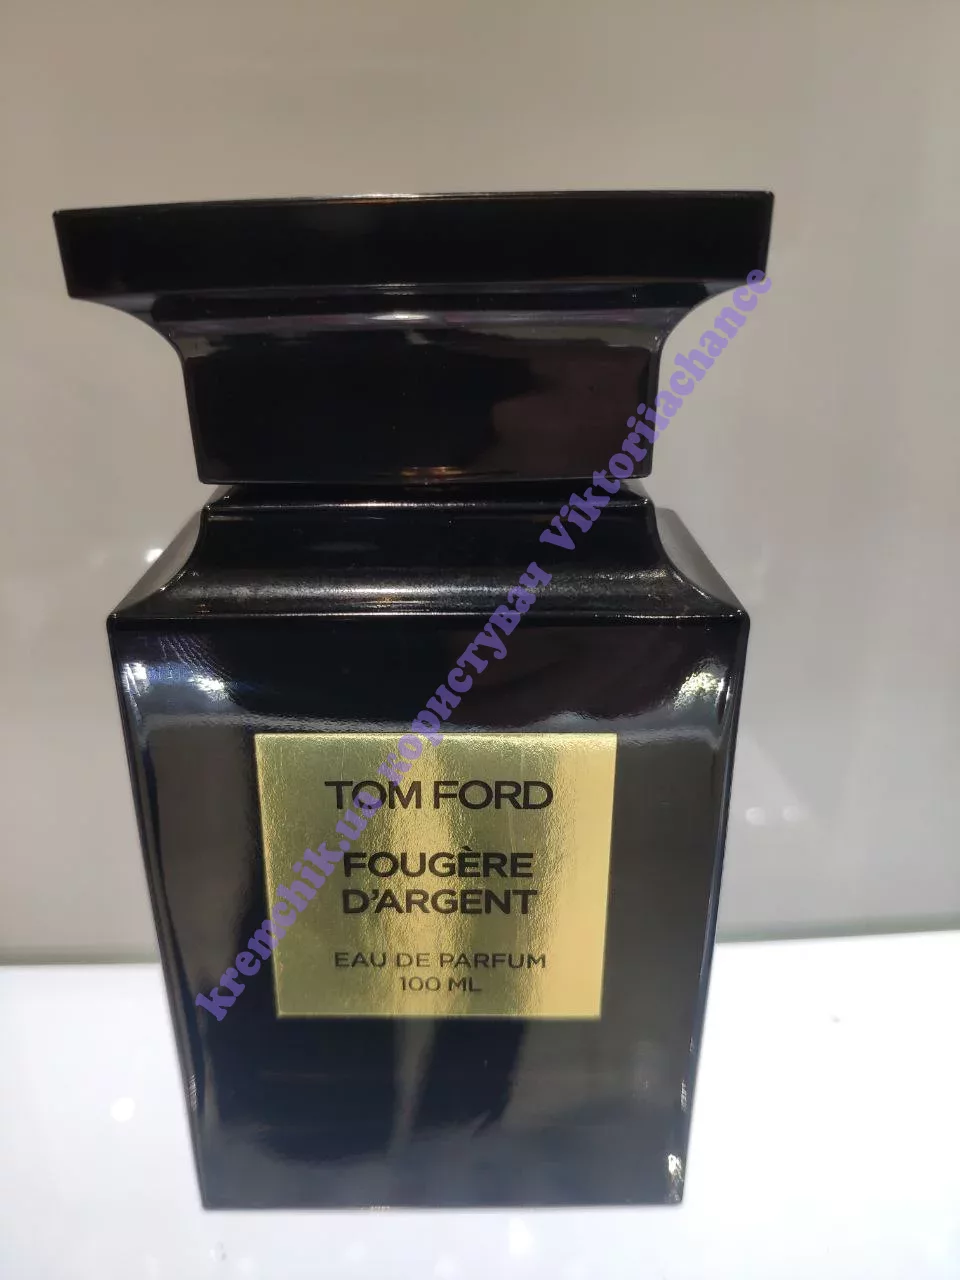 TOM FORD
FOUGÈRE
D'ARGENT
EAU DE PARFUM
100 ML
kremchik.ua користувач Viktoriiachance